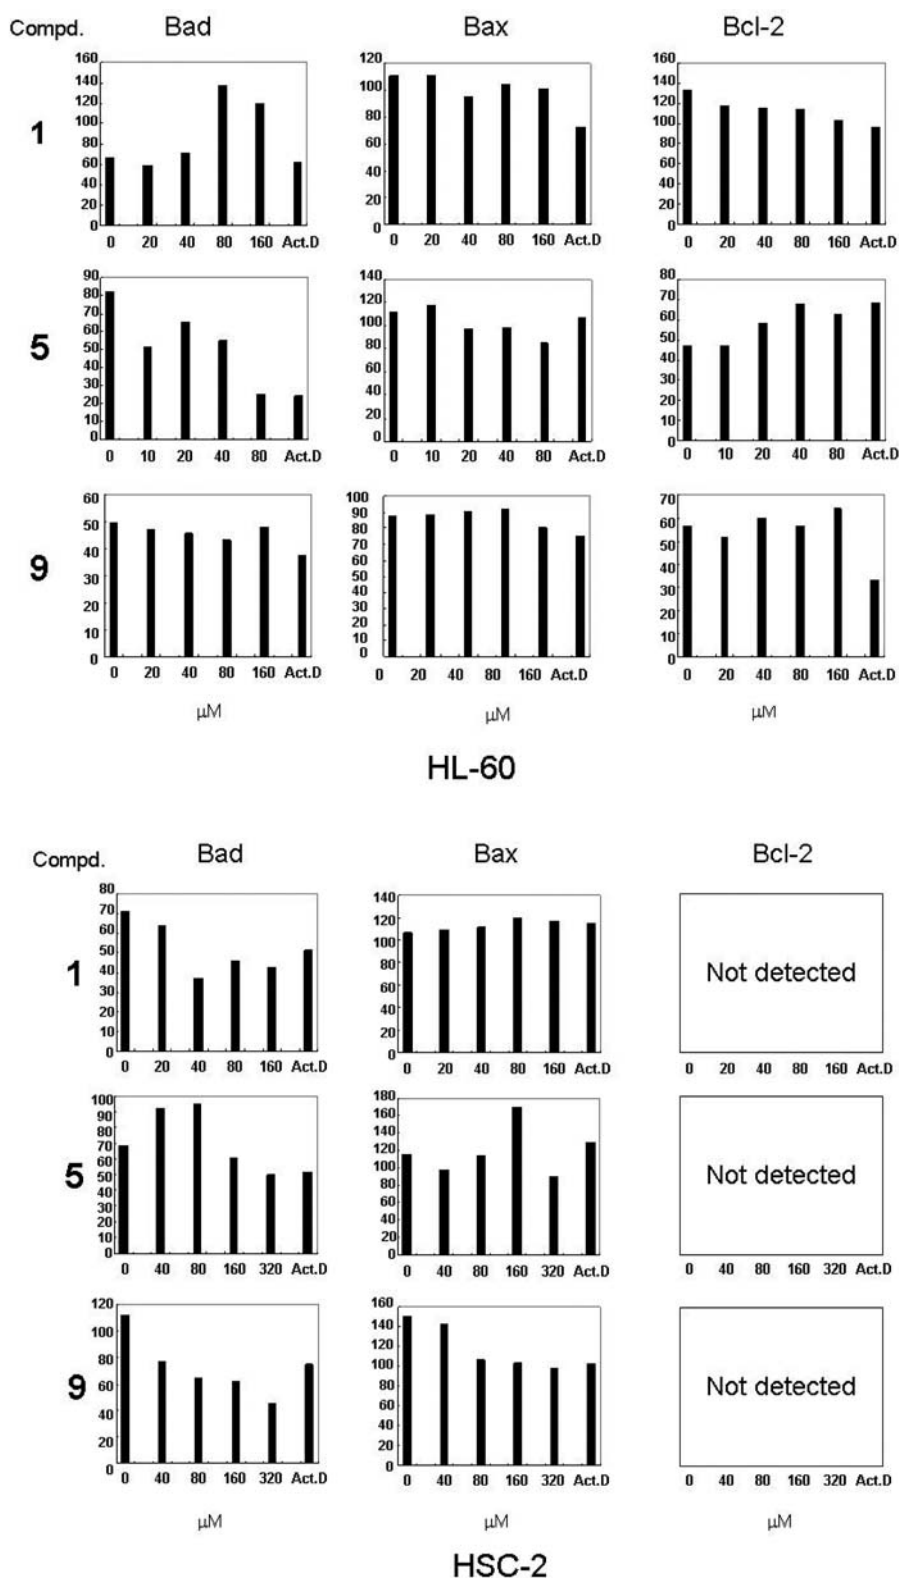 Compd. Bad Bax Bcl-2
1
160 140 120 100 80 60 40 20 0
0 20 40 80 160 Act.D
120 100 80 60 40 20 0
0 20 40 80 160 Act.D
160 140 120 100 80 60 40 20 0
0 20 40 80 160 Act.D
5
90 80 70 60 50 40 30 20 10 0
0 10 20 40 80 Act.D
140 120 100 80 60 40 20 0
0 10 20 40 80 Act.D
80 70 60 50 40 30 20 10 0
0 10 20 40 80 Act.D
9
60 50 40 30 20 10 0
0 20 40 80 160 Act.D
100 90 80 70 60 50 40 30 20 10 0
0 20 40 80 160 Act.D
70 60 50 40 30 20 10 0
0 20 40 80 160 Act.D
μM μM μM
HL-60
Compd. Bad Bax Bcl-2
1
80 70 60 50 40 30 20 10 0
0 20 40 80 160 Act.D
140 120 100 80 60 40 20 0
0 20 40 80 160 Act.D
Not detected
0 20 40 80 160 Act.D
5
100 90 80 70 60 50 40 30 20 10 0
0 40 80 160 320 Act.D
180 160 140 120 100 80 60 40 20 0
0 40 80 160 320 Act.D
Not detected
0 40 80 160 320 Act.D
9
120 100 80 60 40 20 0
0 40 80 160 320 Act.D
160 140 120 100 80 60 40 20 0
0 40 80 160 320 Act.D
Not detected
0 40 80 160 320 Act.D
μM μM μM
HSC-2